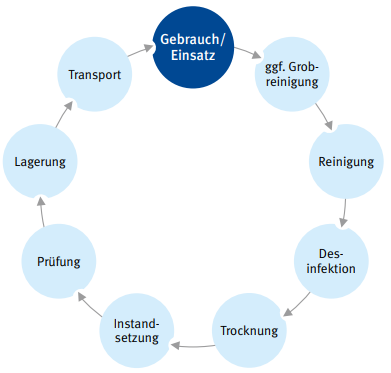 Gebrauch/
Einsatz
ggf. Grob-
reinigung
Reinigung
Des-
infektion
Trocknung
Instand-
setzung
Prüfung
Lagerung
Transport